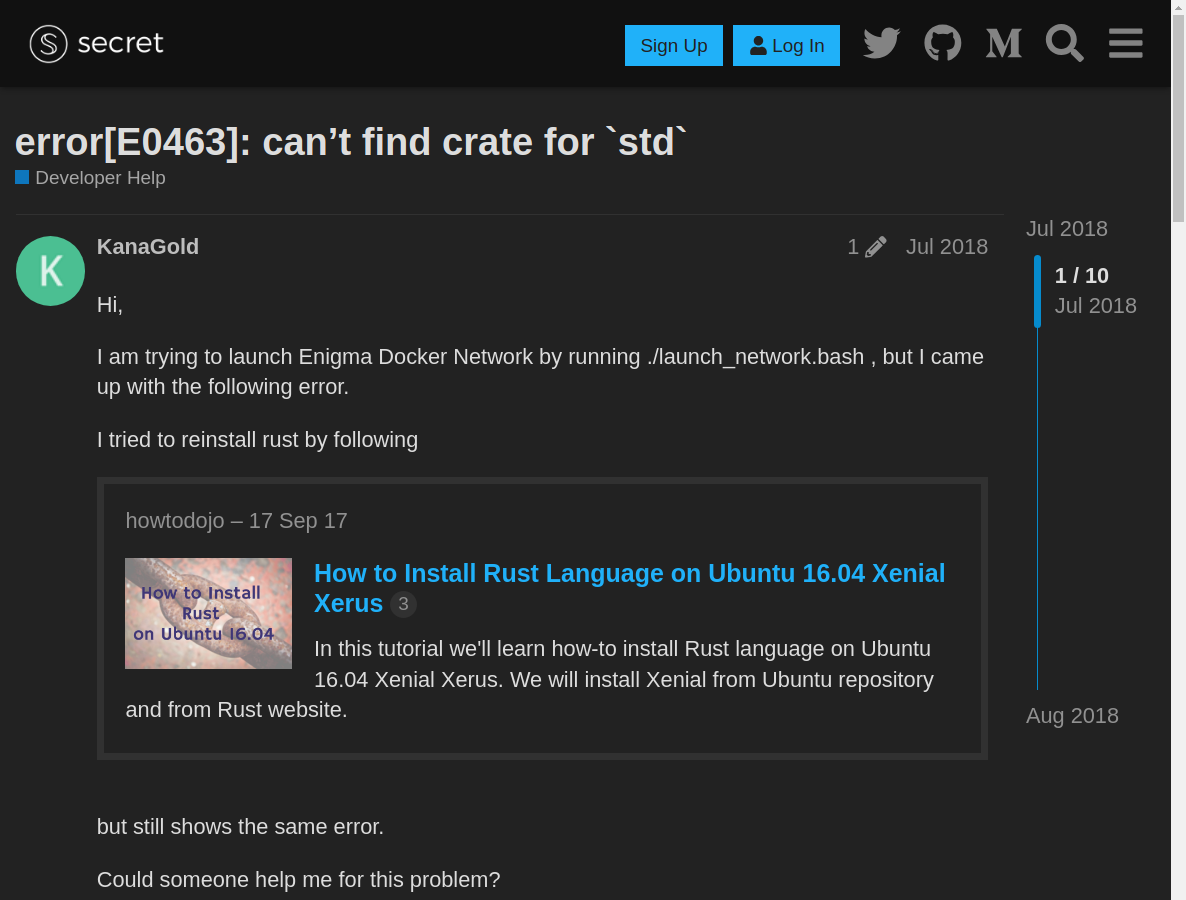 secret
Sign Up
Log In
error[E0463]: can’t find crate for `std`
Developer Help
KanaGold
1
Jul 2018
Hi,
I am trying to launch Enigma Docker Network by running ./launch_network.bash , but I came
up with the following error.
I tried to reinstall rust by following
howtodojo – 17 Sep 17
How to Install
Rust
on Ubuntu 16.04
How to Install Rust Language on Ubuntu 16.04 Xenial
Xerus 3
In this tutorial we'll learn how-to install Rust language on Ubuntu
16.04 Xenial Xerus. We will install Xenial from Ubuntu repository
and from Rust website.
but still shows the same error.
Could someone help me for this problem?
Jul 2018
1 / 10
Jul 2018
Aug 2018
K